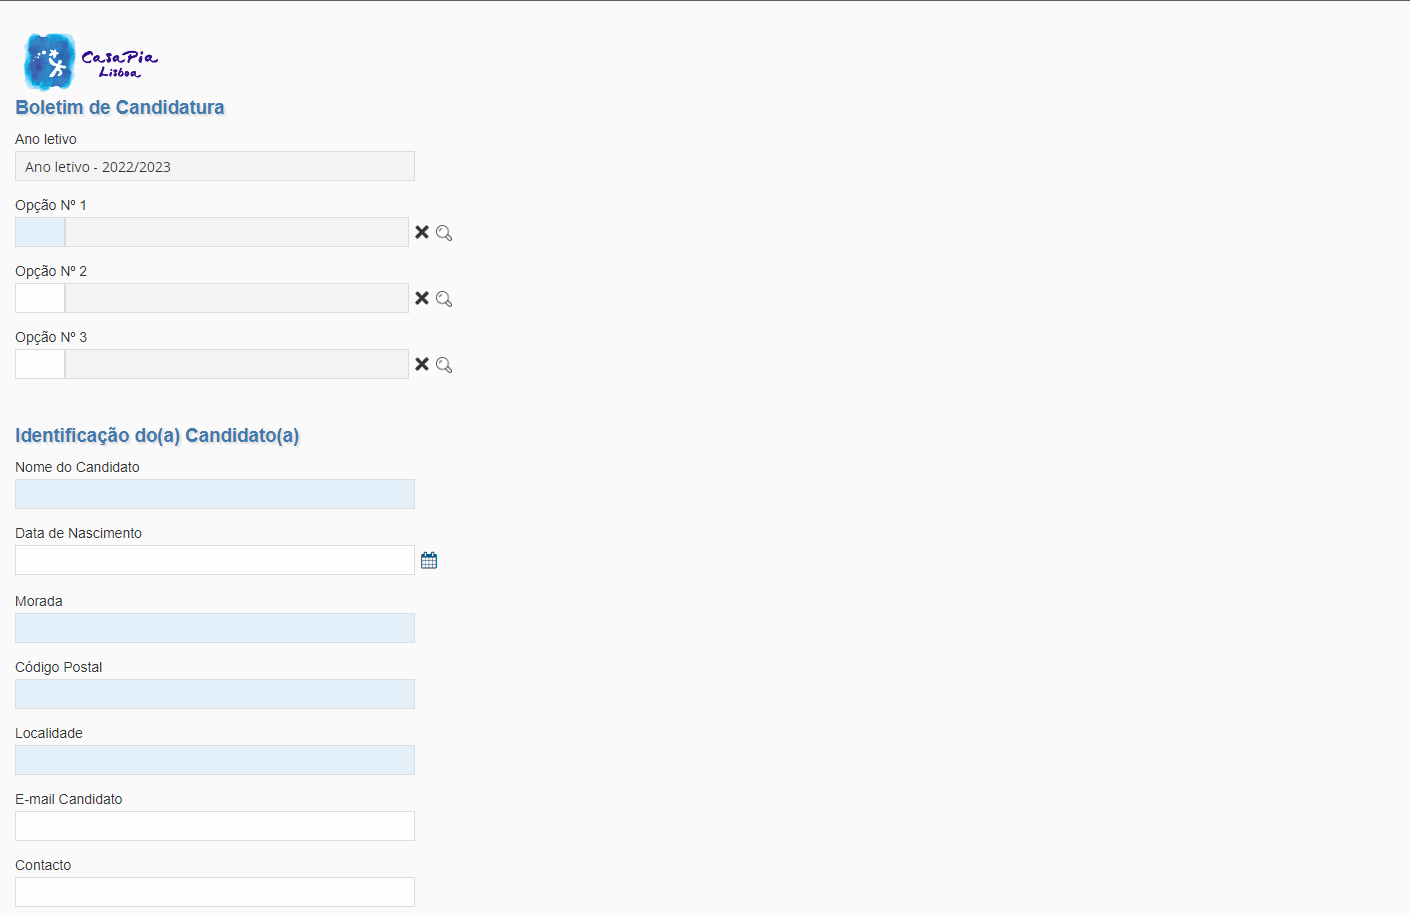 CasaPia
Lisboa
Boletim de Candidatura
Ano letivo
Ano letivo - 2022/2023
Opção Nº 1
Opção Nº 2
Opção Nº 3
Identificação do(a) Candidato(a)
Nome do Candidato
Data de Nascimento
Morada
Código Postal
Localidade
E-mail Candidato
Contacto